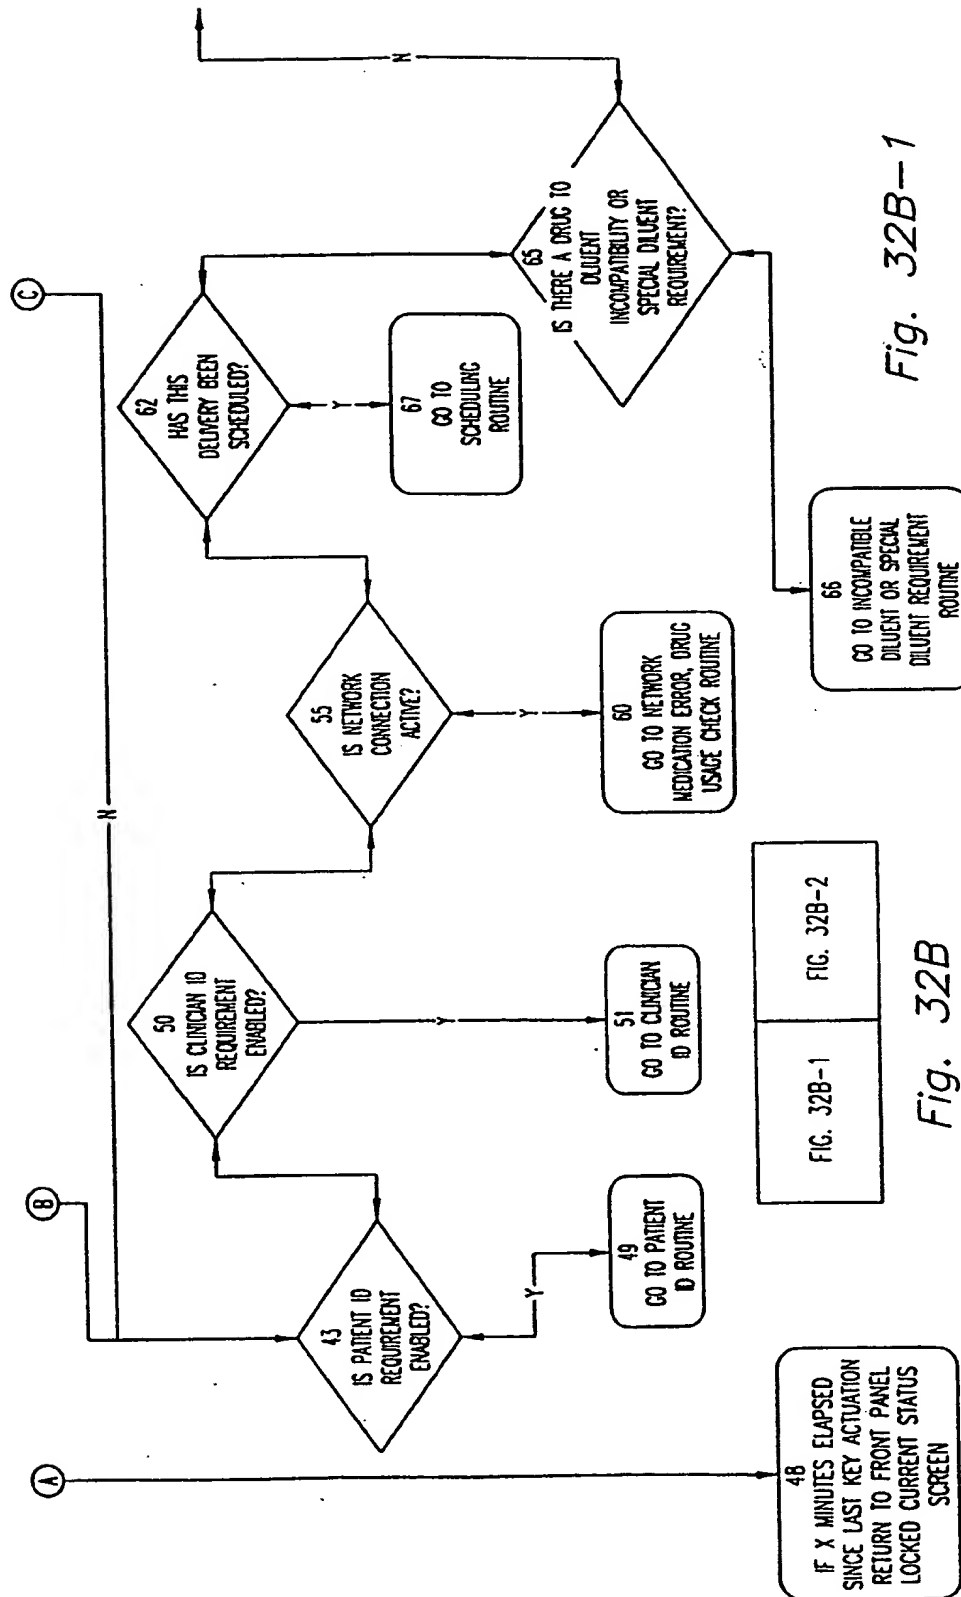 A
B
C
N
48
IF X MINUTES ELAPSED
SINCE LAST KEY ACTUATION
RETURN TO FRONT PANEL
LOCKED CURRENT STATUS
SCREEN
43
IS PATIENT ID
REQUIREMENT
ENABLED?
Y
49
GO TO PATIENT
ID ROUTINE
50
IS CLINICIAN ID
REQUIREMENT
ENABLED?
Y
51
GO TO CLINICIAN
ID ROUTINE
55
IS NETWORK
CONNECTION
ACTIVE?
Y
60
GO TO NETWORK
MEDICATION ERROR, DRUG
USAGE CHECK ROUTINE
62
HAS THIS
DELIVERY BEEN
SCHEDULED?
Y
67
GO TO
SCHEDULING
ROUTINE
65
IS THERE A DRUG TO
DILUENT
INCOMPATIBILITY OR
SPECIAL DILUENT
REQUIREMENT?
N
66
GO TO INCOMPATIBLE
DILUENT OR SPECIAL
DILUENT REQUIREMENT
ROUTINE
FIG. 32B-1
FIG. 32B-2
Fig. 32B
Fig. 32B-1